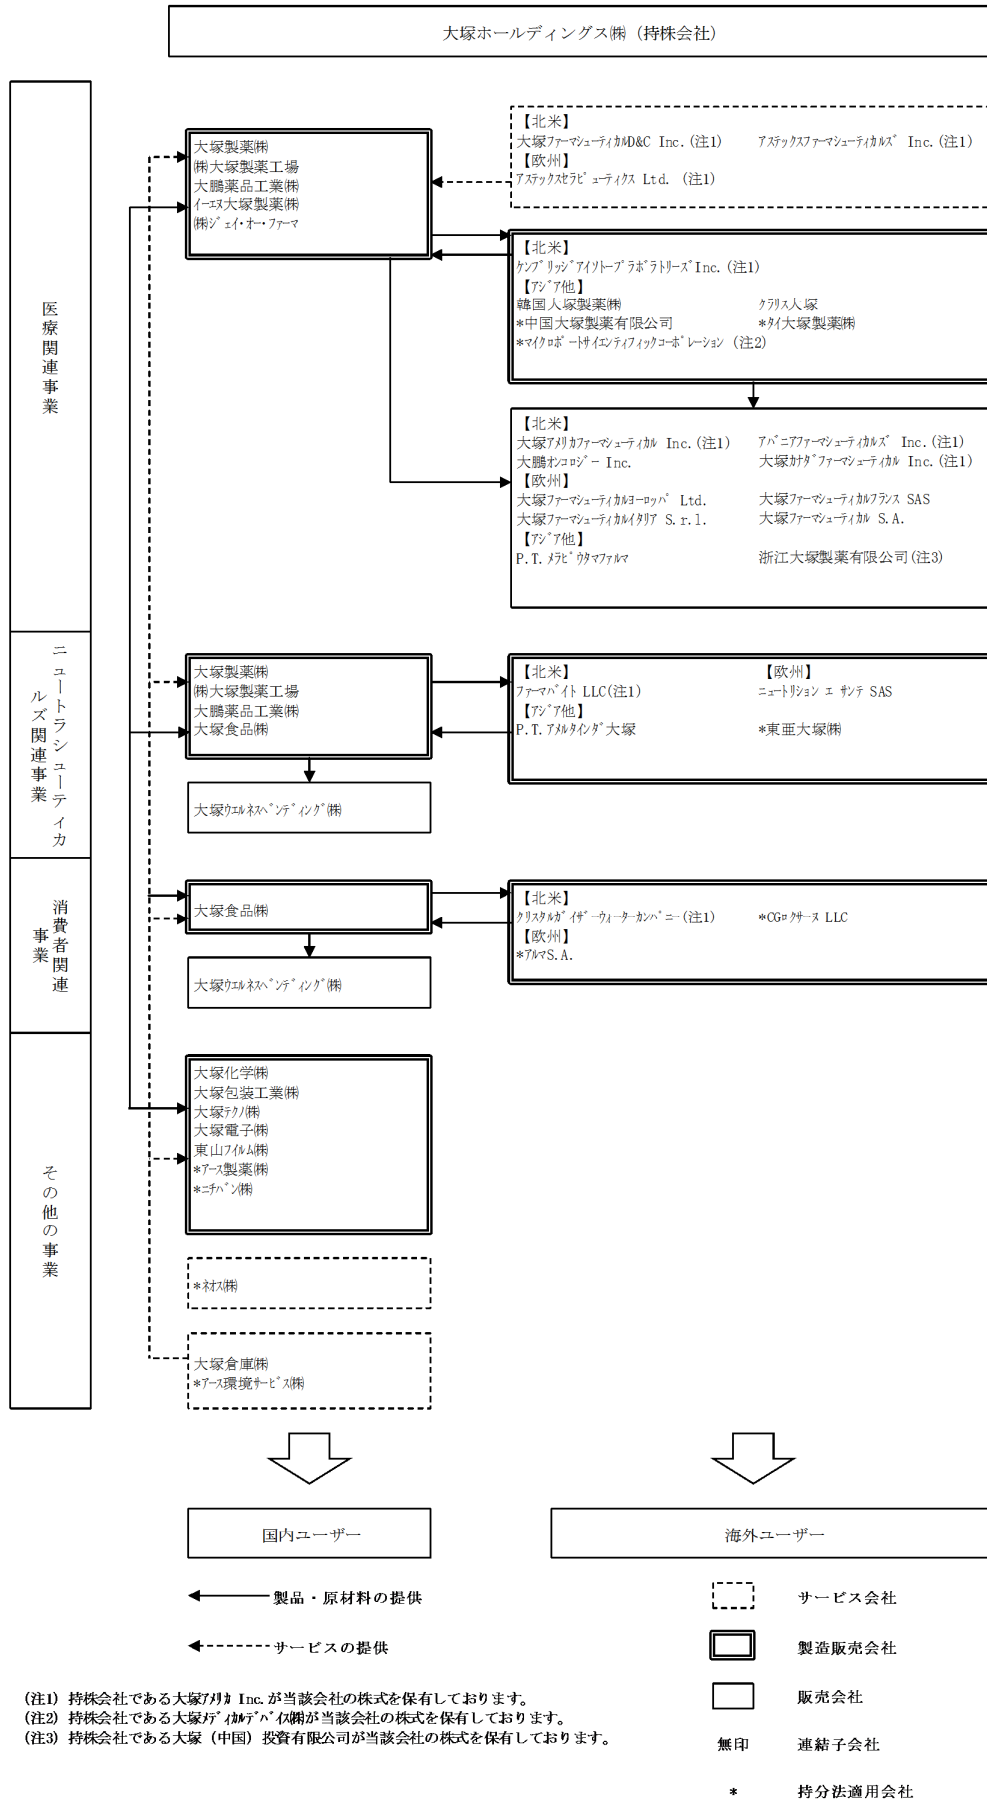 大塚ホールディングス㈱（持株会社）
医療関連事業
大塚製薬㈱
㈱大塚製薬工場
大鵬薬品工業㈱
イーエヌ大塚製薬㈱
㈱ジェイ・オー・ファーマ
【北米】
大塚ファーマシューティカルD&C Inc.(注1) アステックスファーマシューティカルズ Inc.(注1)
【欧州】
アステックスセラピューティクス Ltd. (注1)
【北米】
ケンブリッジアイソトープラボラトリーズInc.(注1)
【アジア他】
韓国大塚製薬㈱ クラリス大塚
*中国大塚製薬有限公司 *タイ大塚製薬㈱
*マイクロポートサイエンティフィックコーポレーション (注2)
【北米】
大塚アメリカファーマシューティカル Inc.(注1) アバニアファーマシューティカルズ Inc.(注1)
大鵬オンコロジー Inc. 大塚カナダファーマシューティカル Inc.(注1)
【欧州】
大塚ファーマシューティカルヨーロッパ Ltd. 大塚ファーマシューティカルフランス SAS
大塚ファーマシューティカルイタリア S.r.l. 大塚ファーマシューティカル S.A.
【アジア他】
P.T.メラピウタマファルマ 浙江大塚製薬有限公司(注3)
ニュートラシューティカ
ルズ関連事業
大塚製薬㈱
㈱大塚製薬工場
大鵬薬品工業㈱
大塚食品㈱
【北米】 【欧州】
ファーマバイト LLC(注1) ニュートリション エ サンテ SAS
【アジア他】
P.T.アメルタインダ大塚 *東亜大塚㈱
大塚ウエルネスベンディング㈱
消費者関連
事業
大塚食品㈱
【北米】
クリスタルガイザーウォーターカンパニー(注1) *CGロクサーヌ LLC
【欧州】
*アルマS.A.
大塚ウエルネスベンディング㈱
その他の事業
大塚化学㈱
大塚包装工業㈱
大塚テクノ㈱
大塚電子㈱
東山フイルム㈱
*アース製薬㈱
*ニチバン㈱
*ネオス㈱
大塚倉庫㈱
*アース環境サービス㈱
国内ユーザー 海外ユーザー
製品・原材料の提供 サービス会社
サービスの提供 製造販売会社
販売会社
無印 連結子会社
* 持分法適用会社
(注1) 持株会社である大塚アメリカ Inc.が当該会社の株式を保有しております。
(注2) 持株会社である大塚メディカルデバイス㈱が当該会社の株式を保有しております。
(注3) 持株会社である大塚（中国）投資有限公司が当該会社の株式を保有しております。